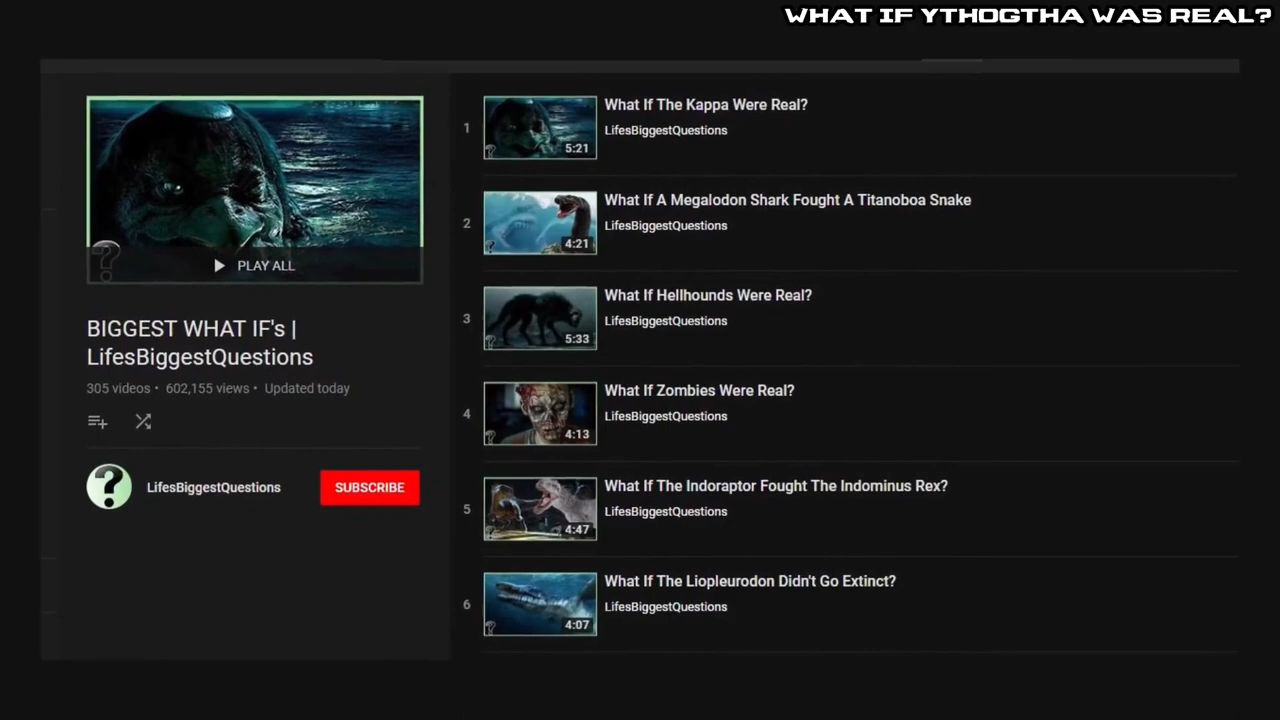 WHAT IF YTHOGTHA WAS REAL?
PLAY ALL
BIGGEST WHAT IF's |
LifesBiggestQuestions
305 videos • 602,155 views • Updated today
LifesBiggestQuestions
SUBSCRIBE
1
5:21
What If The Kappa Were Real?
LifesBiggestQuestions
2
4:21
What If A Megalodon Shark Fought A Titanoboa Snake
LifesBiggestQuestions
3
5:33
What If Hellhounds Were Real?
LifesBiggestQuestions
4
4:13
What If Zombies Were Real?
LifesBiggestQuestions
5
4:47
What If The Indoraptor Fought The Indominus Rex?
LifesBiggestQuestions
6
4:07
What If The Liopleurodon Didn't Go Extinct?
LifesBiggestQuestions